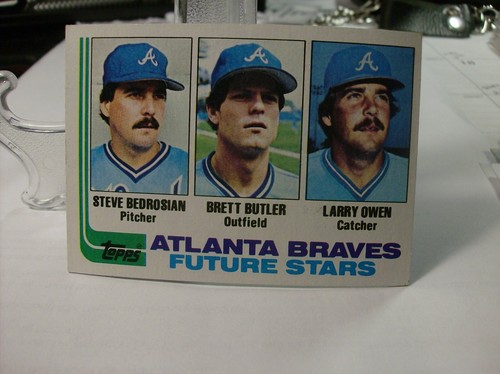 A A A
STEVE BEDROSIAN BRETT BUTLER LARRY OWEN
Pitcher Outfield Catcher
topps
ATLANTA BRAVES
FUTURE STARS